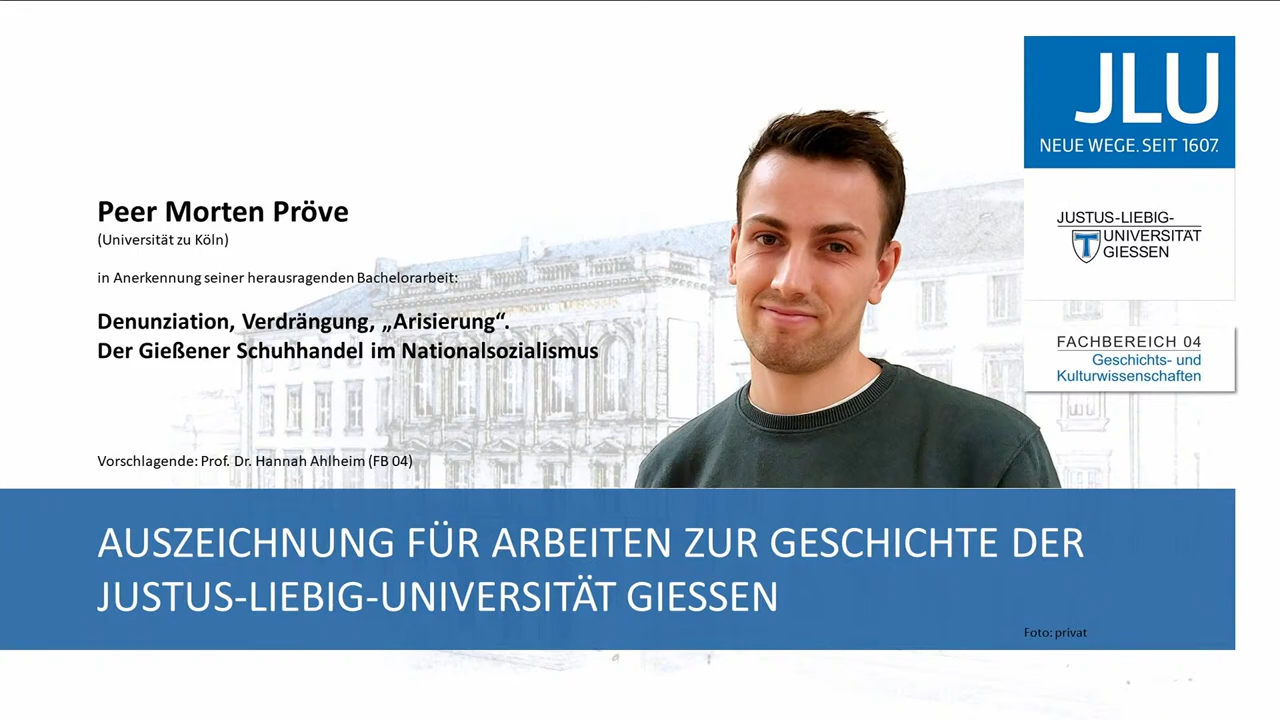 JLU
NEUE WEGE. SEIT 1607.
JUSTUS-LIEBIG-
UNIVERSITÄT
GIESSEN
FACHBEREICH 04
Geschichts- und
Kulturwissenschaften
Peer Morten Pröve
(Universität zu Köln)
in Anerkennung seiner herausragenden Bachelorarbeit:
Denunziation, Verdrängung, „Arisierung“.
Der Gießener Schuhhandel im Nationalsozialismus
Vorschlagende: Prof. Dr. Hannah Ahlheim (FB 04)
AUSZEICHNUNG FÜR ARBEITEN ZUR GESCHICHTE DER
JUSTUS-LIEBIG-UNIVERSITÄT GIESSEN
Foto: privat